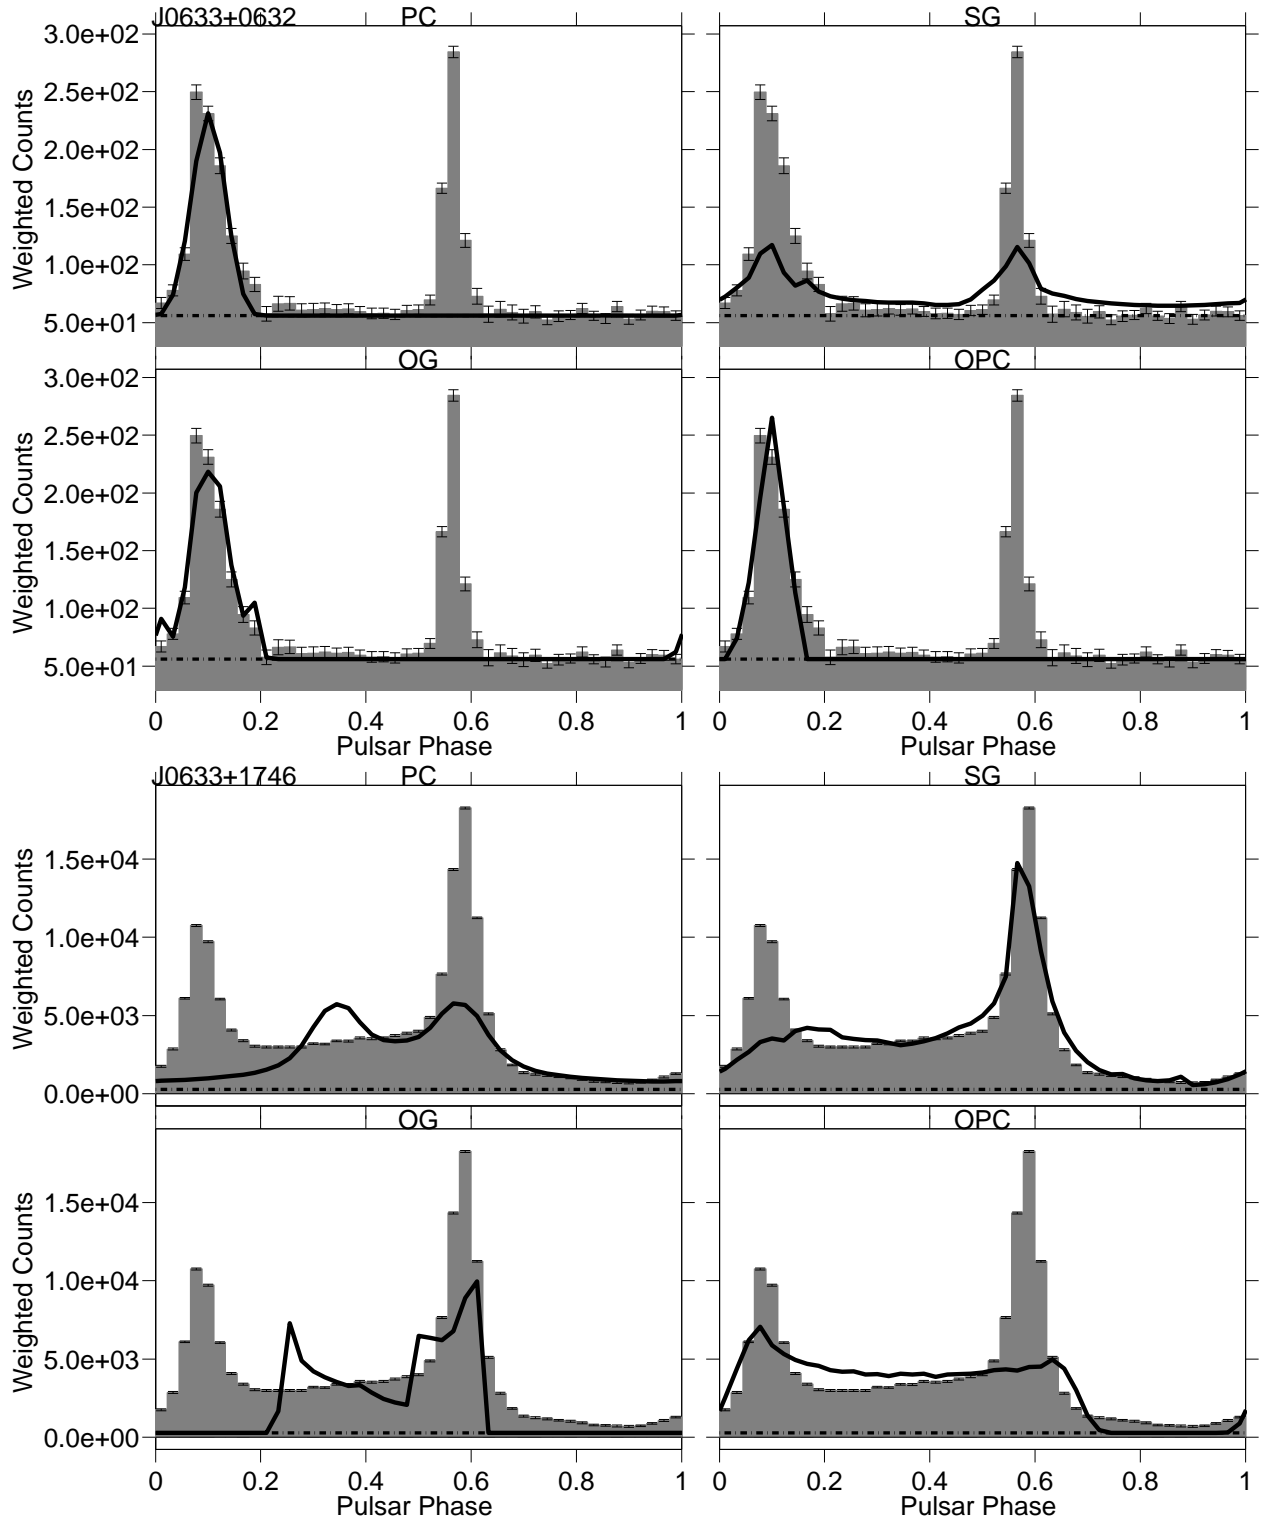 J0633+0632 PC SG
3.0e+02
2.5e+02
2.0e+02
1.5e+02
1.0e+02
5.0e+01
Weighted Counts
OG OPC
3.0e+02
2.5e+02
2.0e+02
1.5e+02
1.0e+02
5.0e+01
Weighted Counts
0 0.2 0.4 0.6 0.8 1 0 0.2 0.4 0.6 0.8 1
Pulsar Phase Pulsar Phase
J0633+1746 PC SG
1.5e+04
1.0e+04
5.0e+03
0.0e+00
Weighted Counts
OG OPC
1.5e+04
1.0e+04
5.0e+03
0.0e+00
Weighted Counts
0 0.2 0.4 0.6 0.8 1 0 0.2 0.4 0.6 0.8 1
Pulsar Phase Pulsar Phase